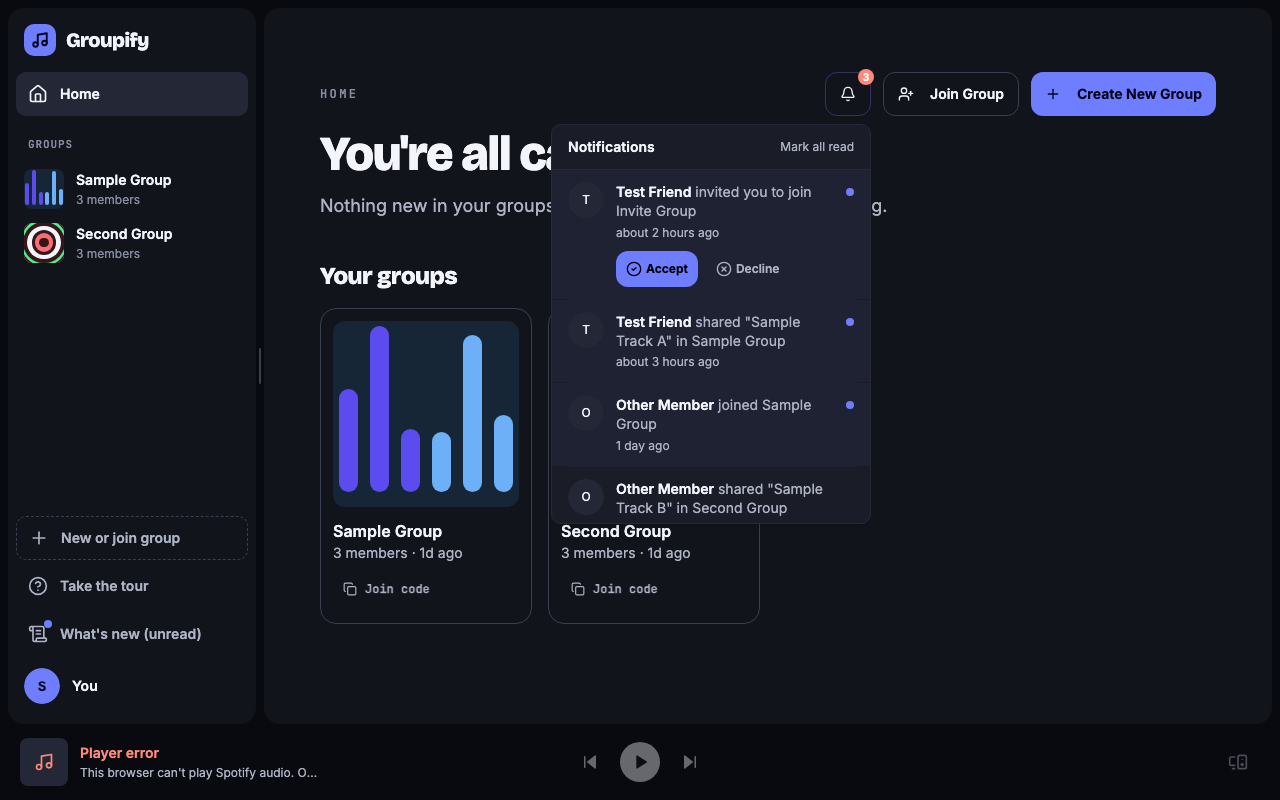 Groupify
Home
GROUPS
Sample Group
3 members
Second Group
3 members
New or join group
Take the tour
What's new (unread)
S
You
HOME
3
Join Group
Create New Group
You're all ca
Nothing new in your groups
g.
Notifications
Mark all read
T
Test Friend invited you to join
Invite Group
about 2 hours ago
Accept
Decline
T
Test Friend shared "Sample
Track A" in Sample Group
about 3 hours ago
O
Other Member joined Sample
Group
1 day ago
O
Other Member shared "Sample
Track B" in Second Group
Your groups
Sample Group
3 members · 1d ago
Join code
Second Group
3 members · 1d ago
Join code
Player error
This browser can't play Spotify audio. O...